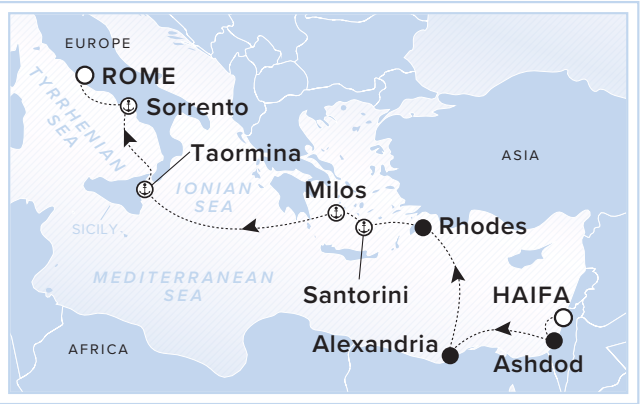 EUROPE
ROME
Sorrento
TYRRHENIAN
SEA
Taormina
ASIA
IONIAN
SEA
Milos
SICILY
Rhodes
MEDITERRANEAN
SEA
Santorini
HAIFA
Alexandria
AFRICA
Ashdod